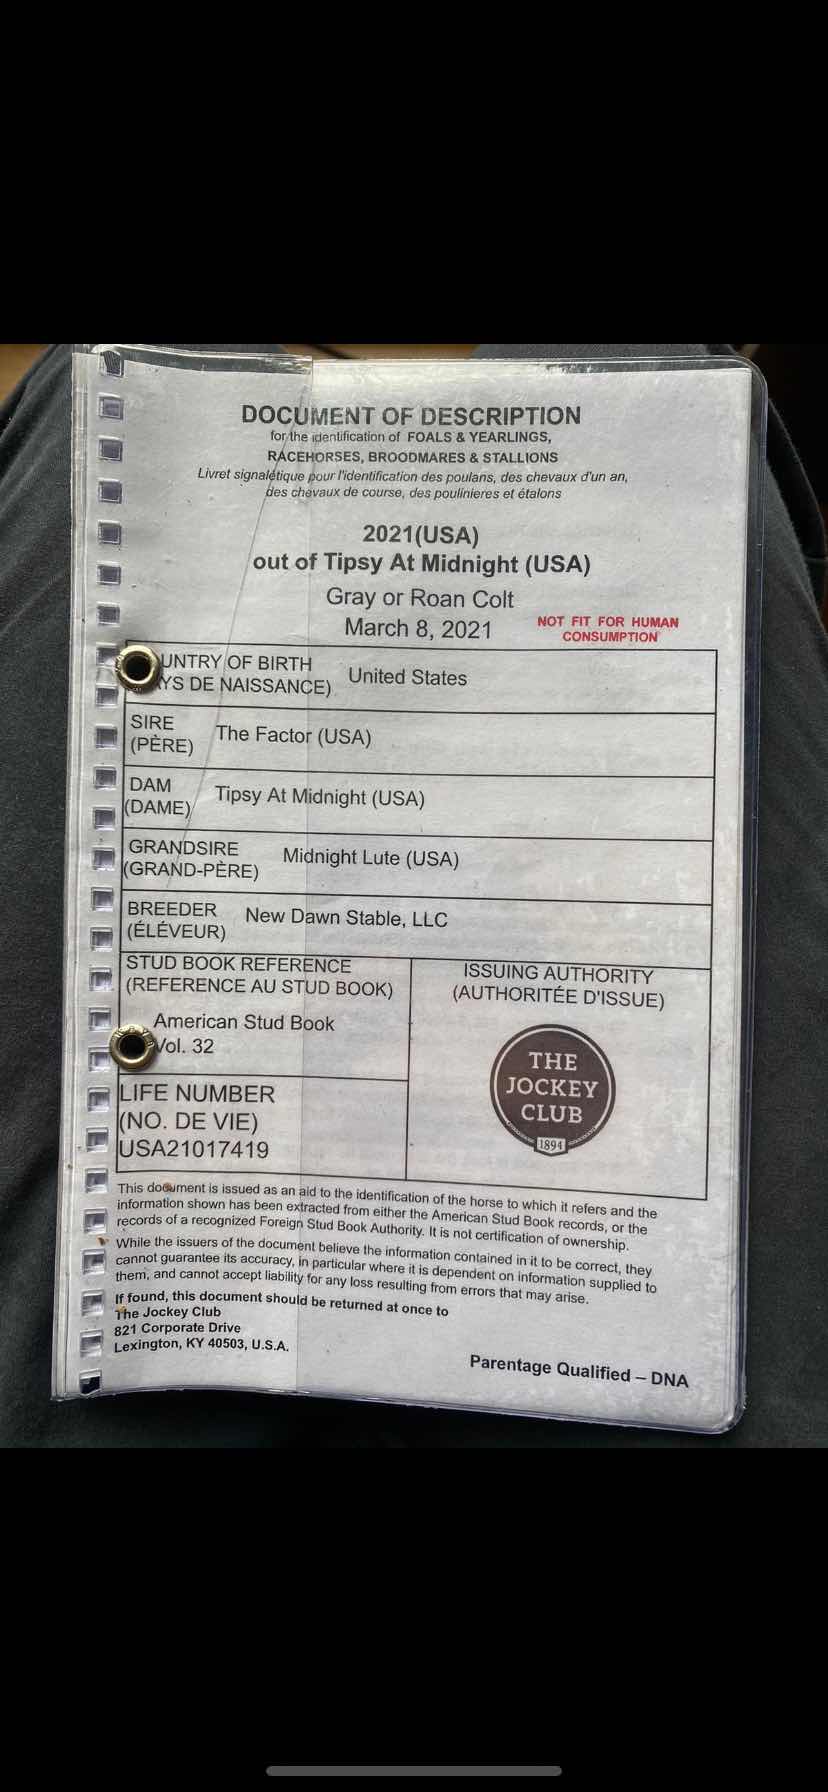 DOCUMENT OF DESCRIPTION
for the identification of FOALS & YEARLINGS,
RACEHORSES, BROODMARES & STALLIONS
Livret signalétique pour l'identification des poulans, des chevaux d'un an,
des chevaux de course, des poulinieres et étalons
2021(USA)
out of Tipsy At Midnight (USA)
Gray or Roan Colt
March 8, 2021
NOT FIT FOR HUMAN
CONSUMPTION
UNTRY OF BIRTH
YS DE NAISSANCE)
United States
SIRE
(PÈRE)
The Factor (USA)
DAM
(DAME)
Tipsy At Midnight (USA)
GRANDSIRE
(GRAND-PÈRE)
Midnight Lute (USA)
BREEDER
(ÉLÉVEUR)
New Dawn Stable, LLC
STUD BOOK REFERENCE
(REFERENCE AU STUD BOOK)
American Stud Book
Vol. 32
LIFE NUMBER
(NO. DE VIE)
USA21017419
ISSUING AUTHORITY
(AUTHORITÉE D'ISSUE)
THE
JOCKEY
CLUB
1894
This document is issued as an aid to the identification of the horse to which it refers and the
information shown has been extracted from either the American Stud Book records, or the
records of a recognized Foreign Stud Book Authority. It is not certification of ownership.
While the issuers of the document believe the information contained in it to be correct, they
cannot guarantee its accuracy, in particular where it is dependent on information supplied to
them, and cannot accept liability for any loss resulting from errors that may arise.
If found, this document should be returned at once to
The Jockey Club
821 Corporate Drive
Lexington, KY 40503, U.S.A.
Parentage Qualified – DNA